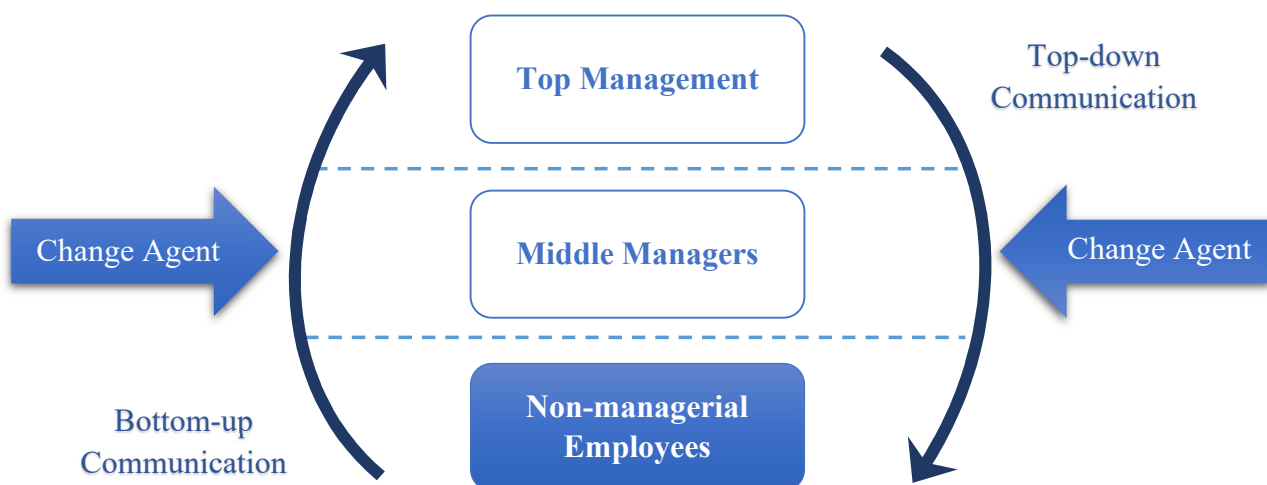 Top Management
Top-down
Communication
Change Agent
Middle Managers
Change Agent
Bottom-up
Communication
Non-managerial
Employees